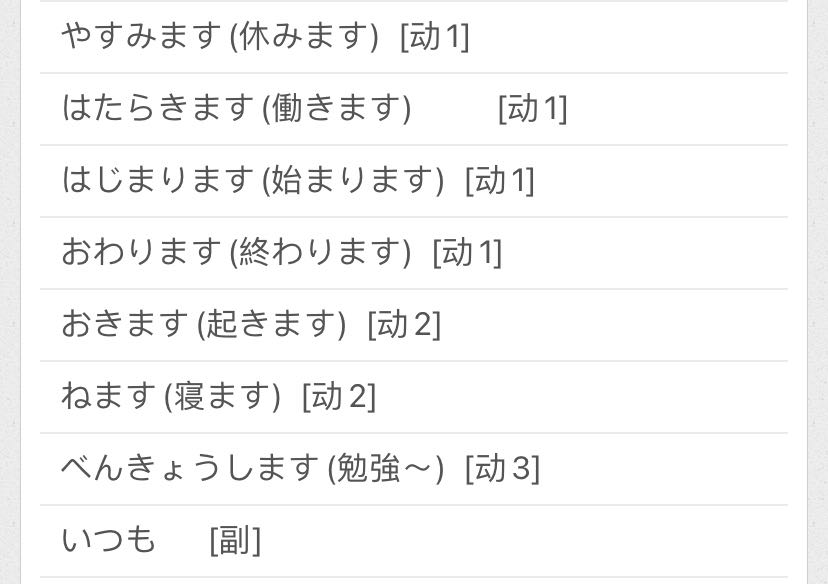 やすみます(休みます) [动1]
はたらきます(働きます) [动1]
はじまります(始まります) [动1]
おわります(終わります) [动1]
おきます(起きます) [动2]
ねます(寝ます) [动2]
べんきょうします(勉強～) [动3]
いつも [副]